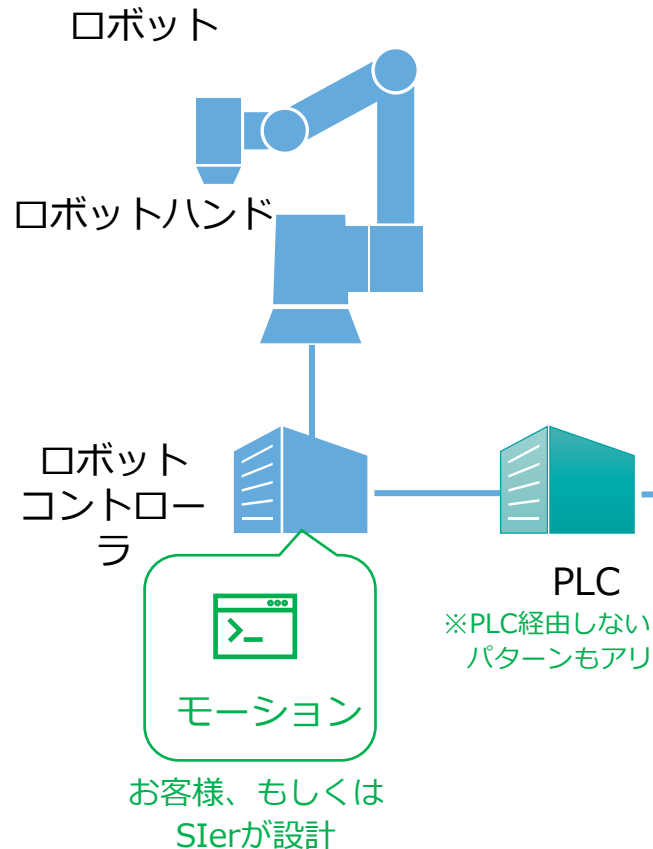 ロボット
ロボットハンド
ロボット
コントロー
ラ
PLC
※PLC経由しない
パターンもアリ
>_
モーション
お客様、もしくは
SIerが設計